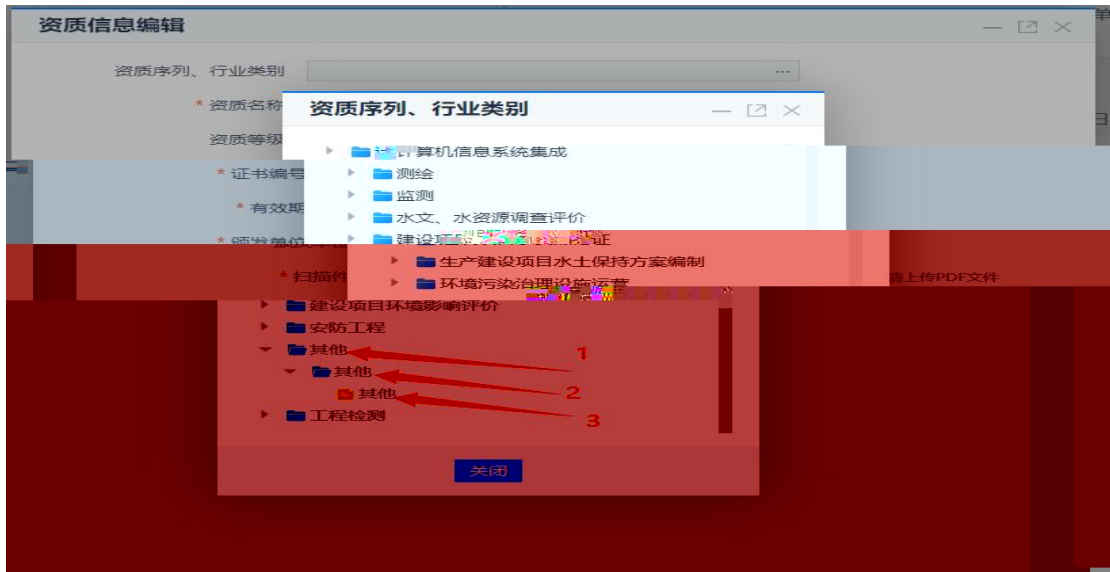 资质信息编辑
资质序列、行业类别
* 资质名称
资质序列、行业类别
资质等级
计算机信息系统集成
* 证书编号
测绘
监测
* 有效期
水文、水资源调查评价
建设项
证
* 颁发单位
生产建设项目水土保持方案编制
* 扫描件
环境污染治理设施运营
请上传PDF文件
建设项目环境影响评价
安防工程
其他
1
其他
2
其他
3
工程检测
关闭